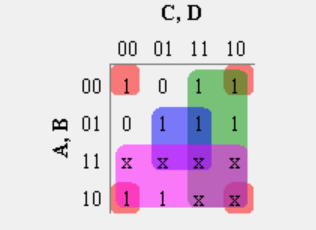 C, D
00 01 11 10
A, B
00 1 0 1 1
01 0 1 1 1
11 x x x x
10 1 1 x x